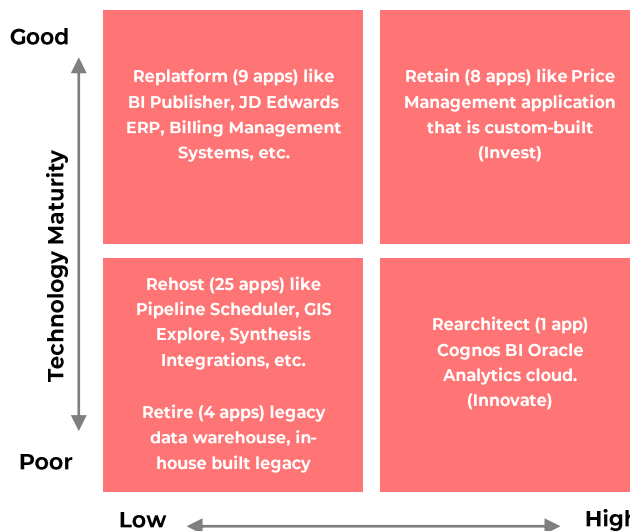 Good
Replatform (9 apps) like
BI Publisher, JD Edwards
ERP, Billing Management
Systems, etc.
Retain (8 apps) like Price
Management application
that is custom-built
(Invest)
Technology Maturity
Rehost (25 apps) like
Pipeline Scheduler, GIS
Explore, Synthesis
Integrations, etc.
Retire (4 apps) legacy
data warehouse, in-
house built legacy
Rearchitect (1 app)
Cognos BI Oracle
Analytics cloud.
(Innovate)
Poor
Low
High